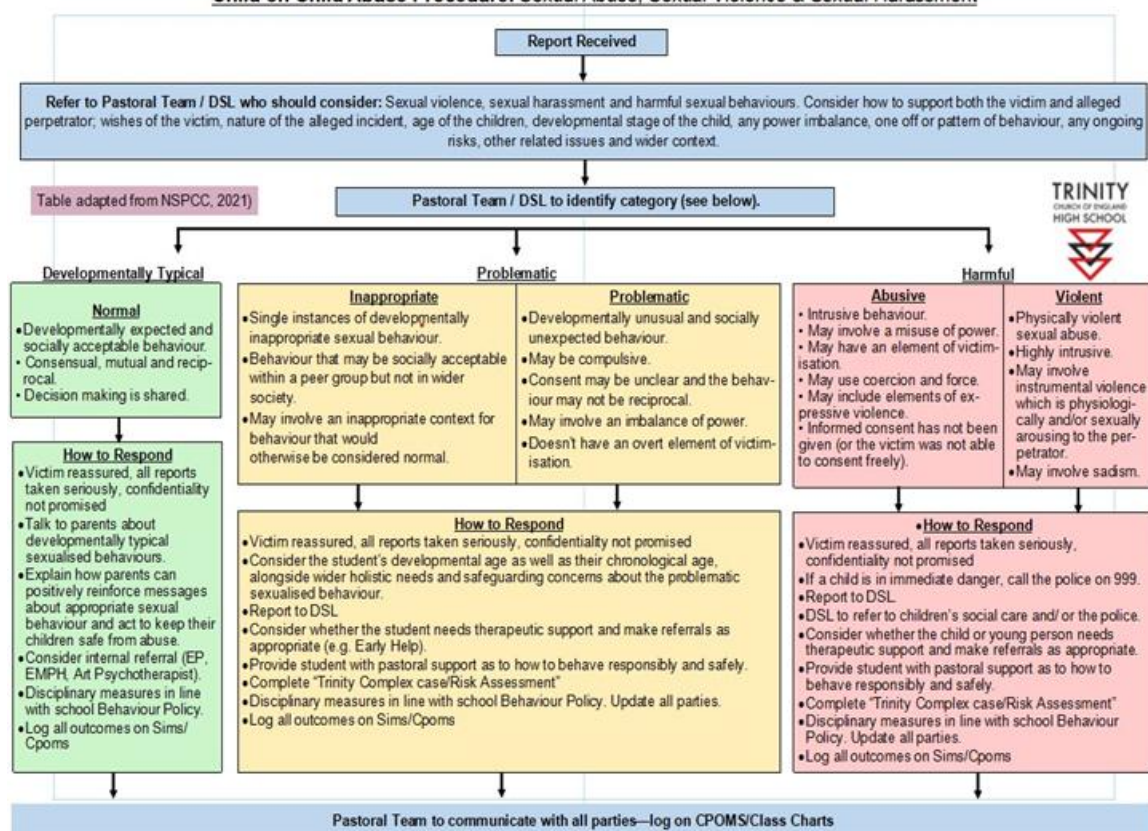 Child on Child Abuse Procedure: Sexual Abuse, Sexual Violence & Sexual Harassment
Report Received
Refer to Pastoral Team / DSL who should consider: Sexual violence, sexual harassment and harmful sexual behaviours. Consider how to support both the victim and alleged
perpetrator; wishes of the victim, nature of the alleged incident, age of the children, developmental stage of the child, any power imbalance, one off or pattern of behaviour, any ongoing
risks, other related issues and wider context.
Table adapted from NSPCC, 2021)
Pastoral Team / DSL to identify category (see below).
TRINITY
CHURCH OF ENGLAND
HIGH SCHOOL
Developmentally Typical
Normal
•Developmentally expected and
socially acceptable behaviour.
• Consensual, mutual and recip-
rocal.
• Decision making is shared.
How to Respond
•Victim reassured, all reports
taken seriously, confidentiality
not promised
•Talk to parents about
developmentally typical
sexualised behaviours.
•Explain how parents can
positively reinforce messages
about appropriate sexual
behaviour and act to keep their
children safe from abuse.
•Consider internal referral (EP,
EMPH, Art Psychotherapist).
•Disciplinary measures in line
with school Behaviour Policy.
•Log all outcomes on Sims/
Cpoms
Problematic
Inappropriate
•Single instances of developmentally
inappropriate sexual behaviour.
•Behaviour that may be socially acceptable
within a peer group but not in wider
society.
•May involve an inappropriate context for
behaviour that would
otherwise be considered normal.
Problematic
•Developmentally unusual and socially
unexpected behaviour.
•May be compulsive.
•Consent may be unclear and the behav-
iour may not be reciprocal.
•May involve an imbalance of power.
•Doesn't have an overt element of victim-
isation.
How to Respond
•Victim reassured, all reports taken seriously, confidentiality not promised
•Consider the student's developmental age as well as their chronological age,
alongside wider holistic needs and safeguarding concerns about the problematic
sexualised behaviour.
•Report to DSL
•Consider whether the student needs therapeutic support and make referrals as
appropriate (e.g. Early Help).
•Provide student with pastoral support as to how to behave responsibly and safely.
•Complete “Trinity Complex case/Risk Assessment”
•Disciplinary measures in line with school Behaviour Policy. Update all parties.
•Log all outcomes on Sims/Cpoms
Harmful
Abusive
• Intrusive behaviour.
• May involve a misuse of power.
• May have an element of victim-
isation.
• May use coercion and force.
• May include elements of ex-
pressive violence.
• Informed consent has not been
given (or the victim was not able
to consent freely).
Violent
•Physically violent
sexual abuse.
•Highly intrusive.
•May involve
instrumental violence
which is physiologi-
cally and/or sexually
arousing to the per-
petrator.
•May involve sadism.
•How to Respond
•Victim reassured, all reports taken seriously,
confidentiality not promised
•If a child is in immediate danger, call the police on 999.
•Report to DSL.
•DSL to refer to children's social care and/ or the police.
•Consider whether the child or young person needs
therapeutic support and make referrals as appropriate.
•Provide student with pastoral support as to how to
behave responsibly and safely.
•Complete “Trinity Complex case/Risk Assessment”
•Disciplinary measures in line with school Behaviour
Policy. Update all parties.
•Log all outcomes on Sims/Cpoms
Pastoral Team to communicate with all parties—log on CPOMS/Class Charts